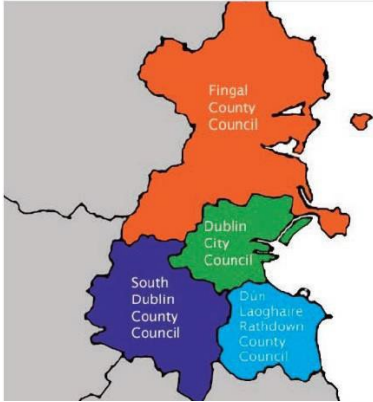 Fingal
County
Council
Dublin
City
Council
South
Dublin
County
Council
Dún
Laoghaire
Rathdown
County
Council